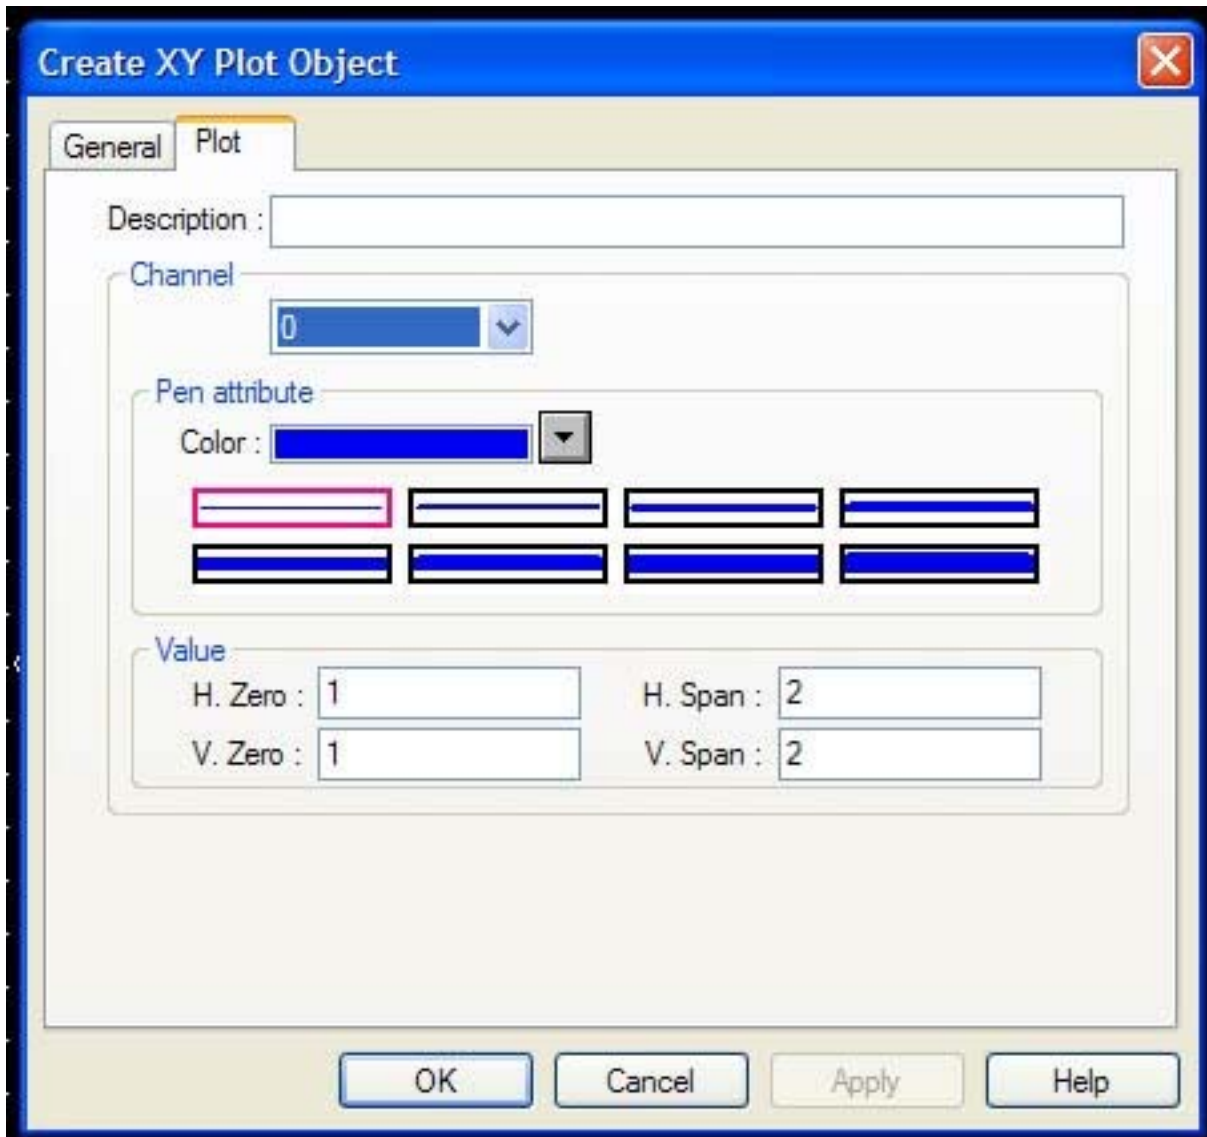 Create XY Plot Object
General Plot
Description :
Channel
0
Pen attribute
Color :
Value
H. Zero : 1 H. Span : 2
V. Zero : 1 V. Span : 2
OK Cancel Apply Help